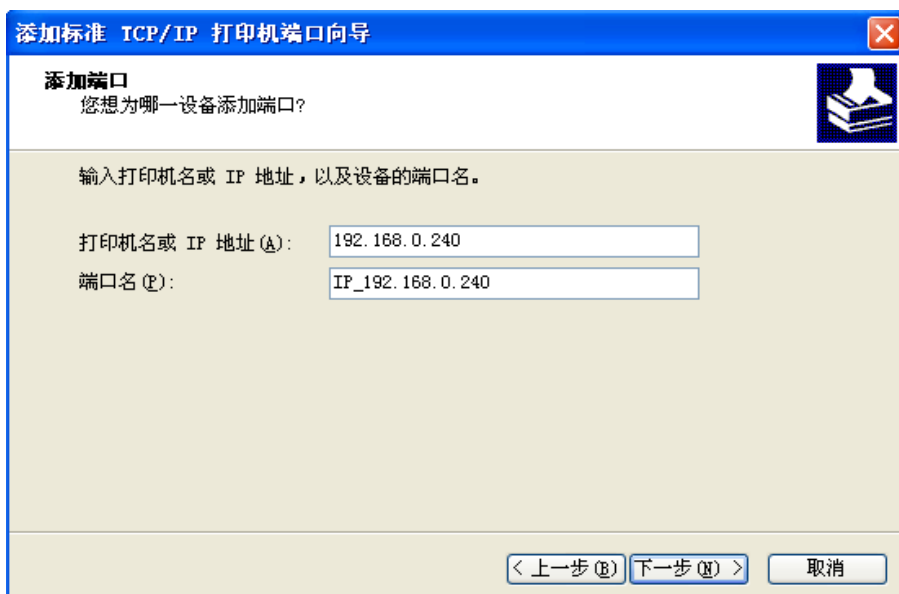 添加标准 TCP/IP 打印机端口向导
添加端口
您想为哪一设备添加端口?
输入打印机名或 IP 地址，以及设备的端口名。
打印机名或 IP 地址(A): 192.168.0.240
端口名(P): IP_192.168.0.240
< 上一步(B) 下一步(N) > 取消